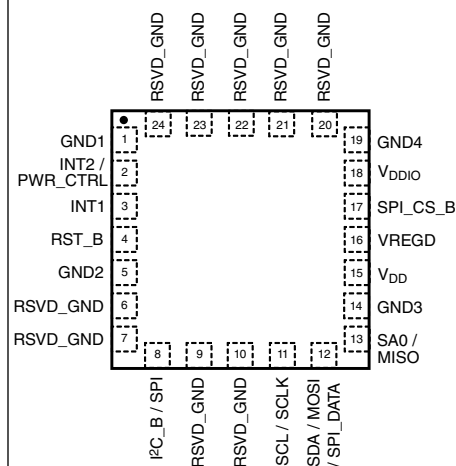 RSVD_GND
RSVD_GND
RSVD_GND
RSVD_GND
RSVD_GND
24
23
22
21
20
GND1
1
INT2 /
PWR_CTRL
2
INT1
3
RST_B
4
GND2
5
RSVD_GND
6
RSVD_GND
7
19
GND4
18
VDDIO
17
SPI_CS_B
16
VREGD
15
VDD
14
GND3
13
SA0 /
MISO
8
9
10
11
12
I²C_B / SPI
RSVD_GND
RSVD_GND
SCL / SCLK
SDA / MOSI
/ SPI_DATA